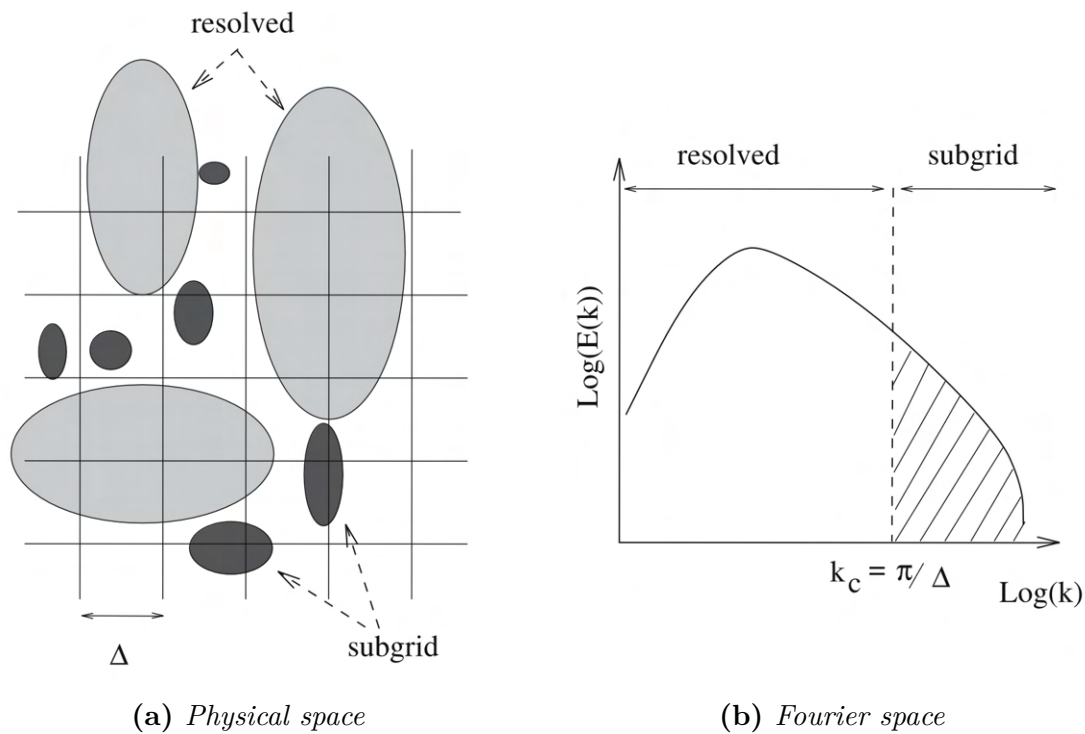 resolved
subgrid
Δ
(a) Physical space
resolved
subgrid
Log(E(k))
k_c = π/Δ
Log(k)
(b) Fourier space